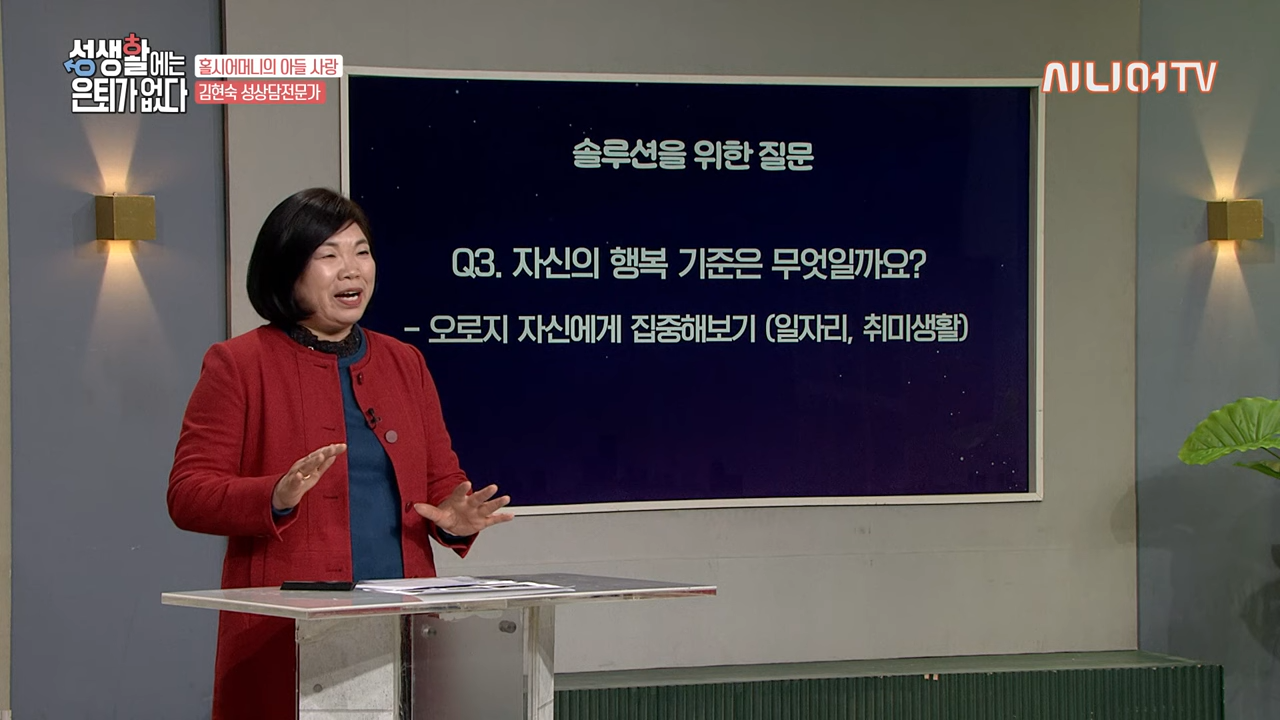 성생활에는
은퇴가 없다
홀시어머니의 아들 사랑
김현숙 성상담전문가
시니어TV
솔루션을 위한 질문
Q3. 자신의 행복 기준은 무엇일까요?
- 오로지 자신에게 집중해보기 (일자리, 취미생활)